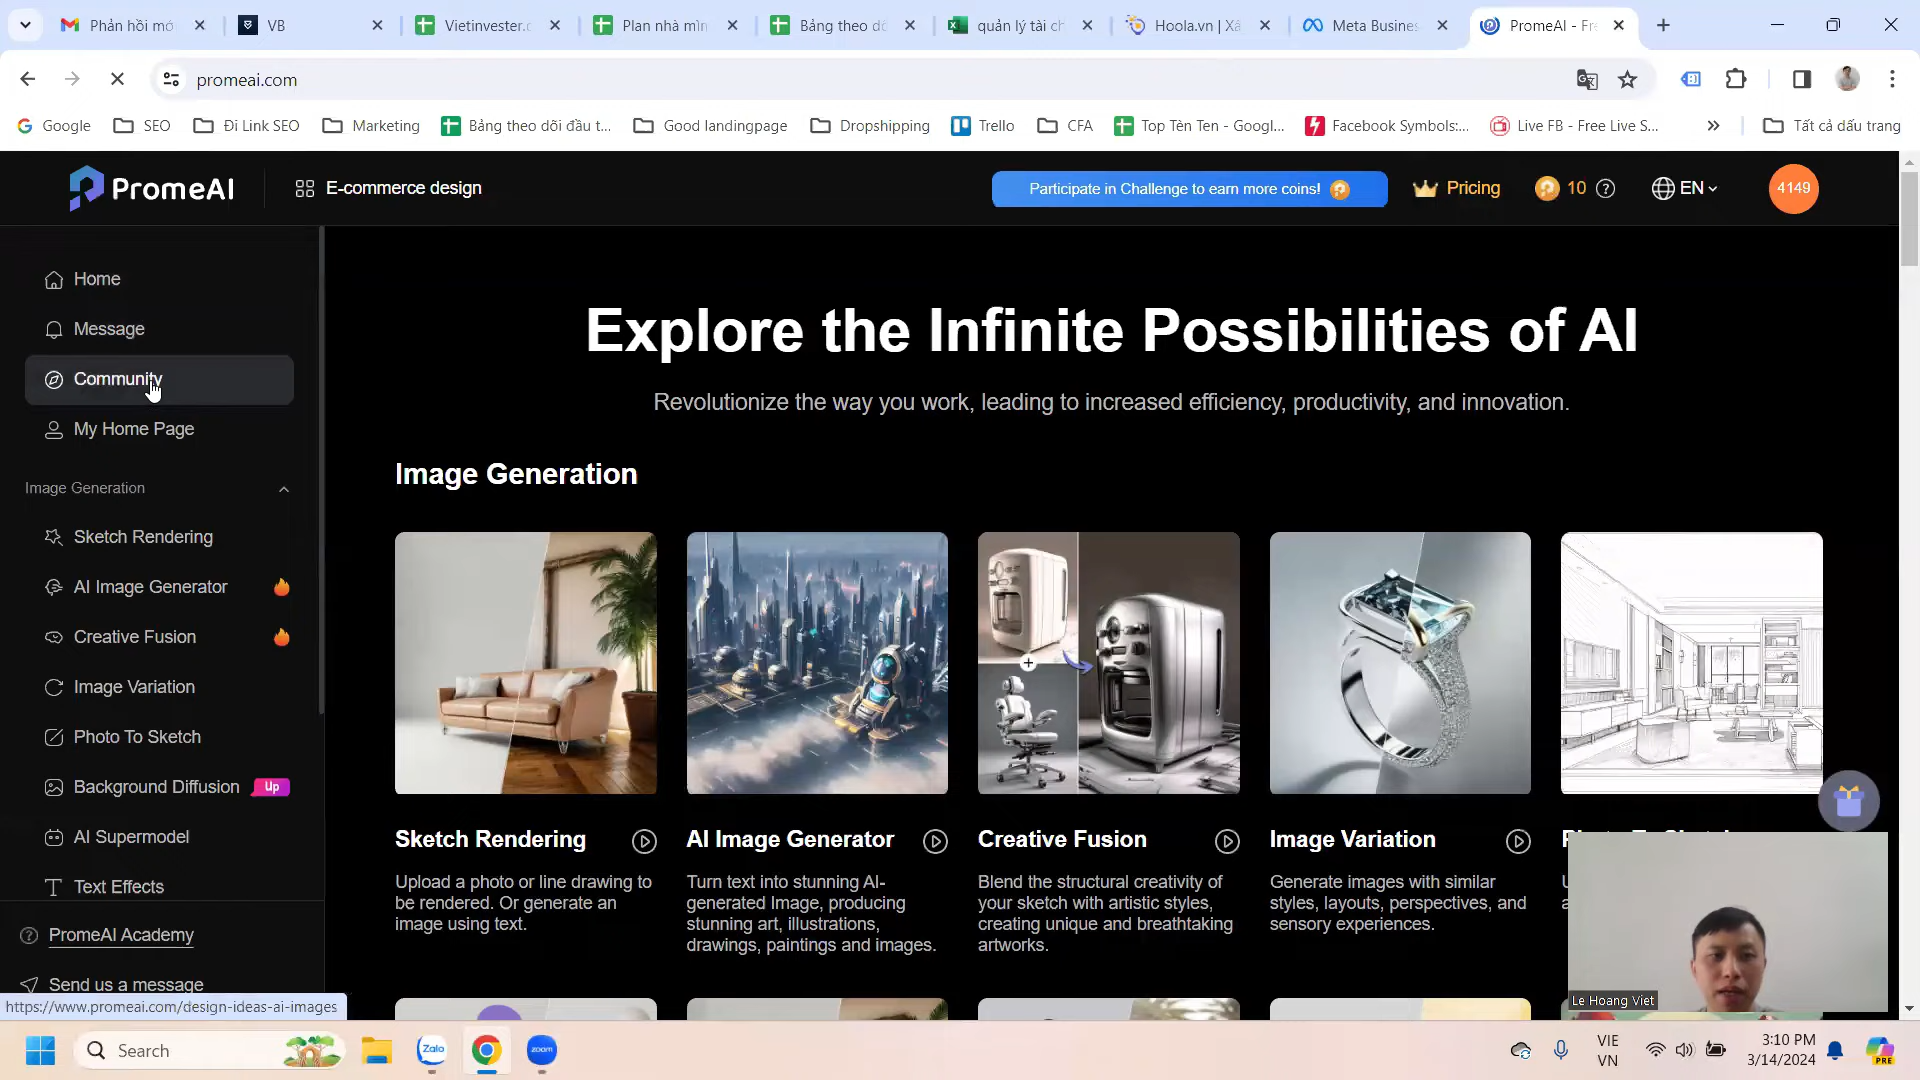 Phản hồi mớ
VB
Vietinvester.c
Plan nhà mìn
Bảng theo dõ
quản lý tài ch
Hoola.vn | Xâ
Meta Busines
PromeAI - Fre
promeai.com
Google
SEO
Đi Link SEO
Marketing
Bảng theo dõi đầu t...
Good landingpage
Dropshipping
Trello
CFA
Top Tên Ten - Googl...
Facebook Symbols:...
Live FB - Free Live S...
Tất cả dấu trang
PromeAI
E-commerce design
Participate in Challenge to earn more coins!
Pricing
10
EN
4149
Home
Message
Community
My Home Page
Image Generation
Sketch Rendering
AI Image Generator
Creative Fusion
Image Variation
Photo To Sketch
Background Diffusion
Up
AI Supermodel
Text Effects
PromeAI Academy
Send us a message
https://www.promeai.com/design-ideas-ai-images
Explore the Infinite Possibilities of AI
Revolutionize the way you work, leading to increased efficiency, productivity, and innovation.
Image Generation
Sketch Rendering
Upload a photo or line drawing to
be rendered. Or generate an
image using text.
AI Image Generator
Turn text into stunning AI-
generated Image, producing
stunning art, illustrations,
drawings, paintings and images.
Creative Fusion
Blend the structural creativity of
your sketch with artistic styles,
creating unique and breathtaking
artworks.
Image Variation
Generate images with similar
styles, layouts, perspectives, and
sensory experiences.
Le Hoang Viet
Search
Zalo
zoom
VIE
VN
3:10 PM
3/14/2024
PRE